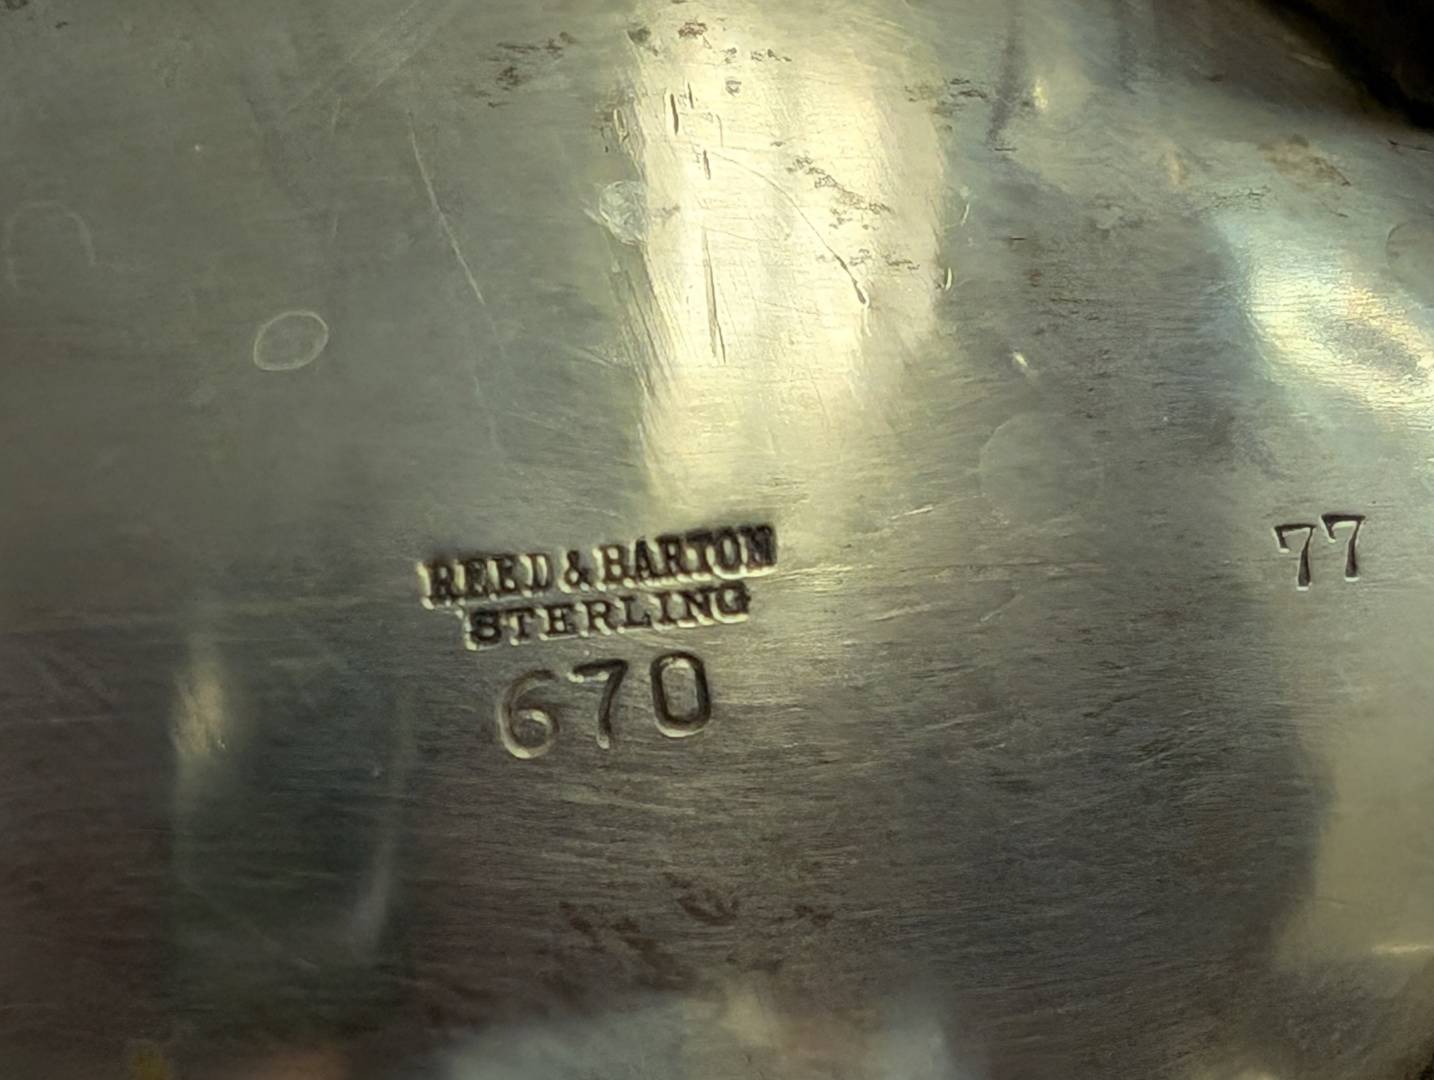 REED & BARTON
STERLING
670
77